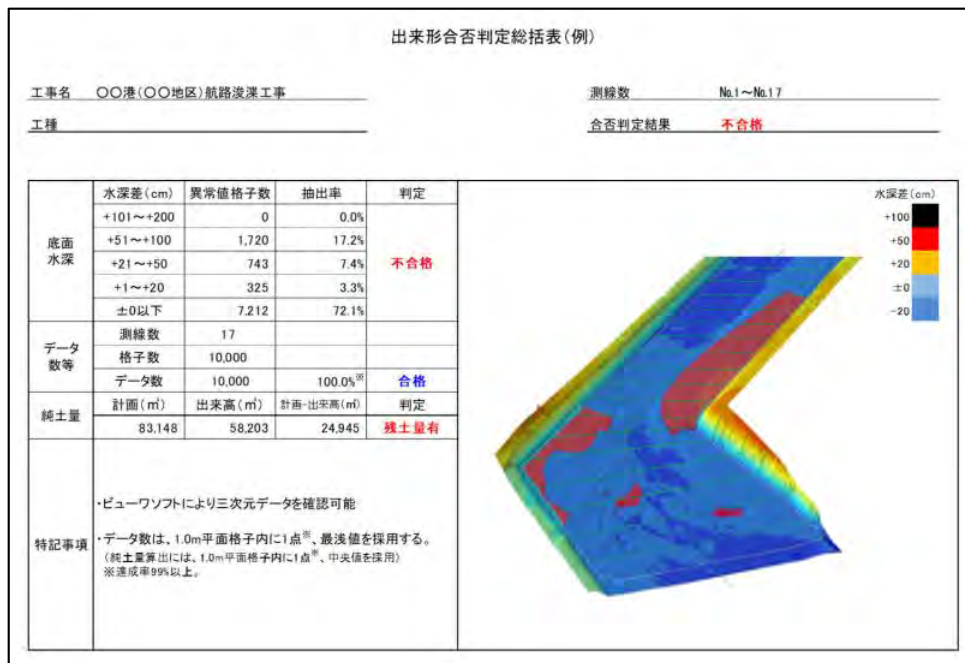 出来形合否判定総括表(例)
工事名 〇〇港(〇〇地区)航路浚渫工事 測線数 №1～№17
工種 合否判定結果 不合格
水深差(cm) 異常値格子数 抽出率 判定
底面水深
+101～+200 0 0.0%
+51～+100 1,720 17.2%
+21～+50 743 7.4% 不合格
+1～+20 325 3.3%
±0以下 7,212 72.1%
データ数等
測線数 17
格子数 10,000
データ数 10,000 100.0%※ 合格
純土量 計画(㎥) 出来高(㎥) 計画-出来高(㎥) 判定
83,148 58,203 24,945 残土量有
特記事項
・ビューワソフトにより三次元データを確認可能
・データ数は、1.0m平面格子内に1点※、最浅値を採用する。
(純土量算出には、1.0m平面格子内に1点※、中央値を採用)
※達成率99%以上。
水深差(cm)
+100
+50
+20
±0
-20